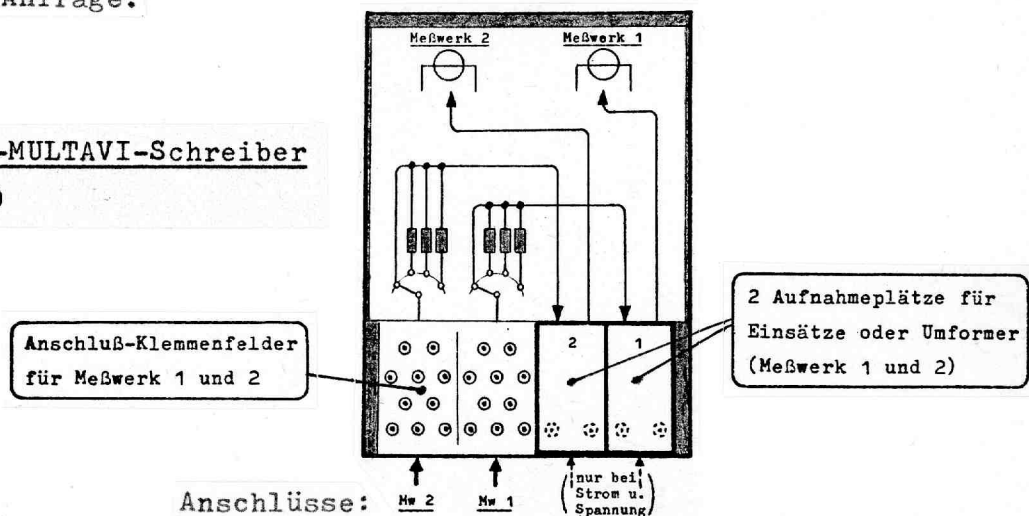 Anfrage:
Meßwerk 2
Meßwerk 1
-MULTAVI-Schreiber
2 Aufnahmeplätze für
Einsätze oder Umformer
(Meßwerk 1 und 2)
Anschluß-Klemmenfelder
für Meßwerk 1 und 2
2
1
Anschlüsse:
Mw 2
Mw 1
(nur bei
Strom u.
Spannung)